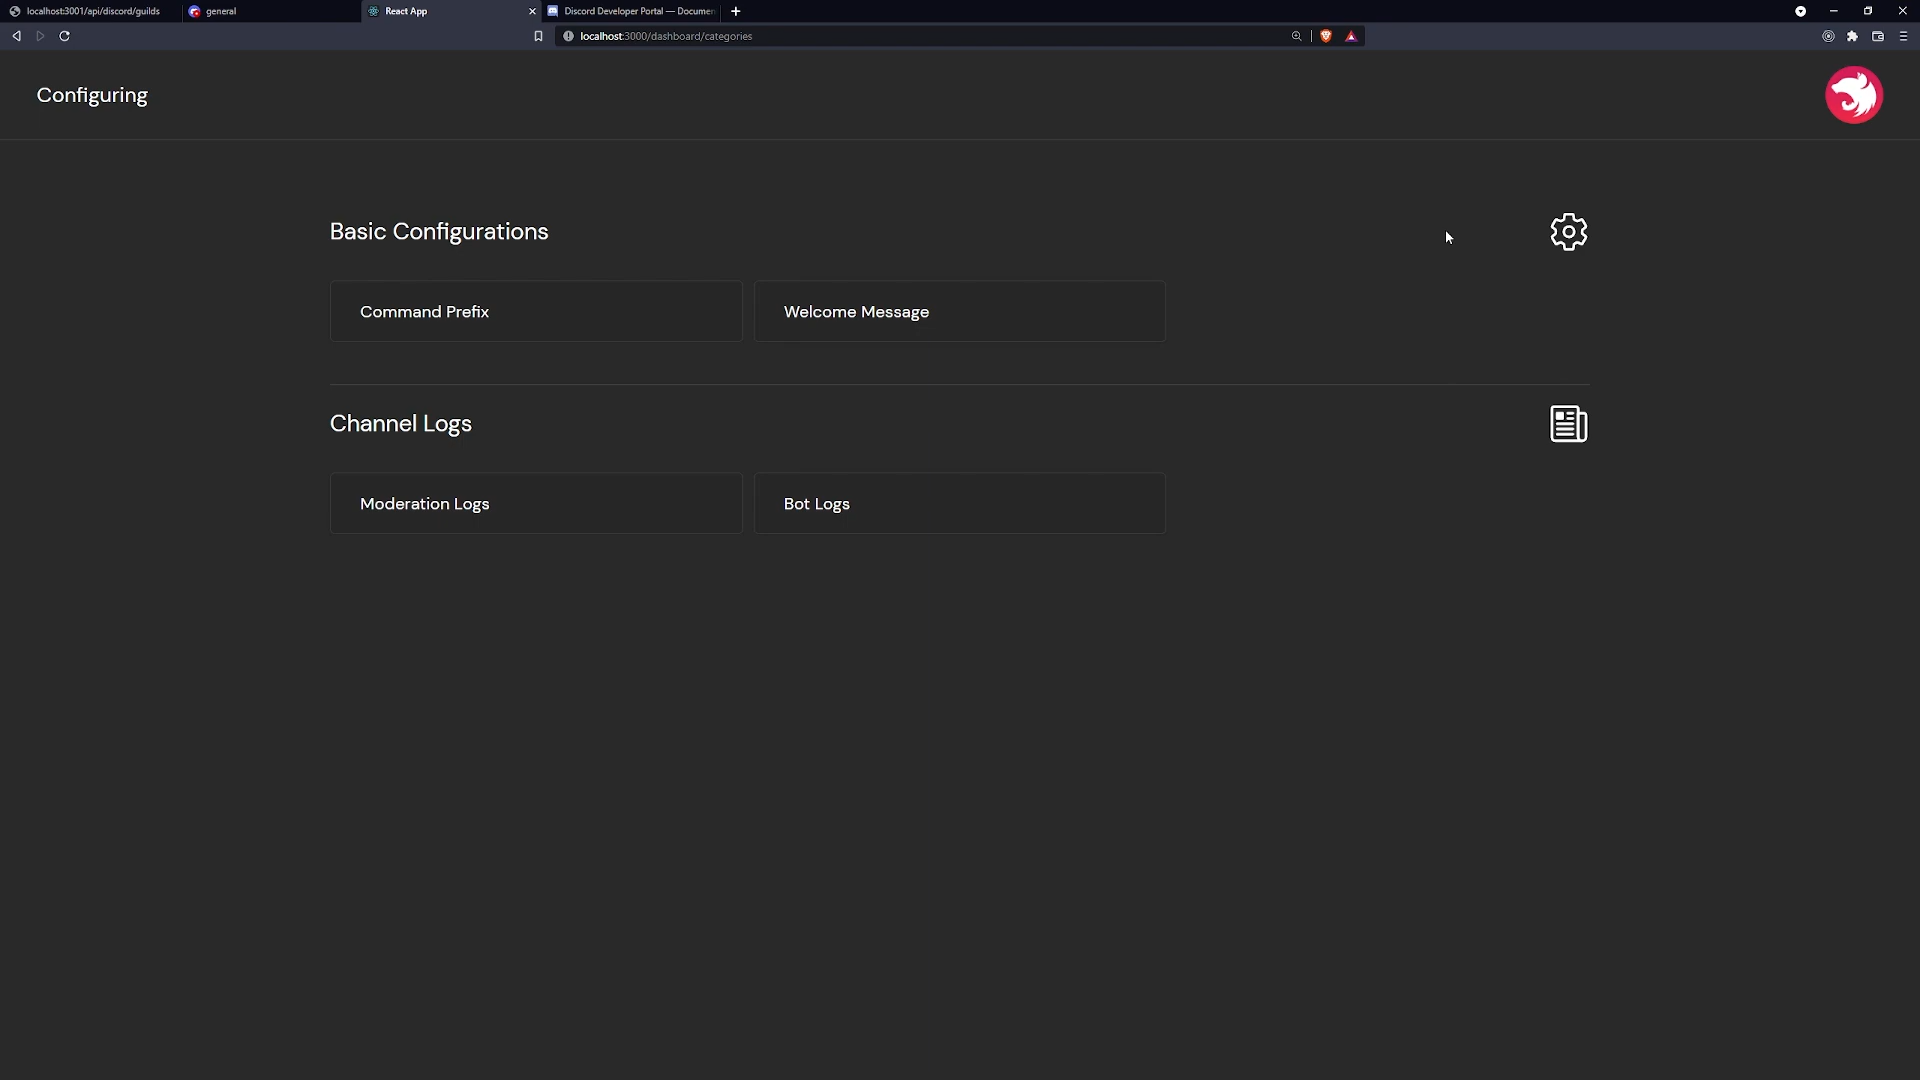 localhost:3001/api/discord/guilds
general
React App
Discord Developer Portal — Documen
localhost:3000/dashboard/categories
Configuring
Basic Configurations
Command Prefix
Welcome Message
Channel Logs
Moderation Logs
Bot Logs